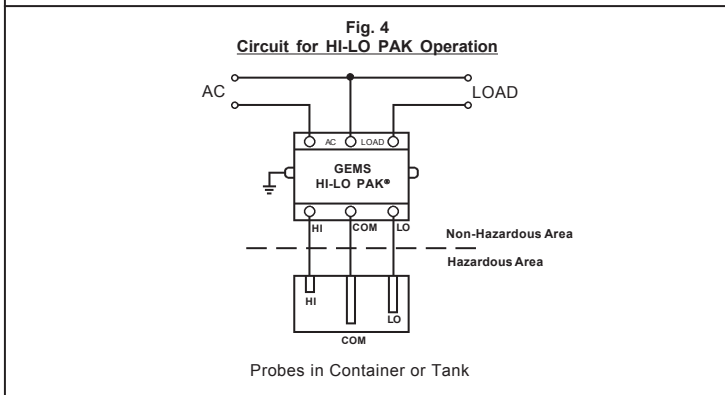 Fig. 4
Circuit for HI-LO PAK Operation
AC LOAD
AC LOAD
GEMS
HI-LO PAK®
HI COM LO
Non-Hazardous Area
Hazardous Area
HI
LO
COM
Probes in Container or Tank